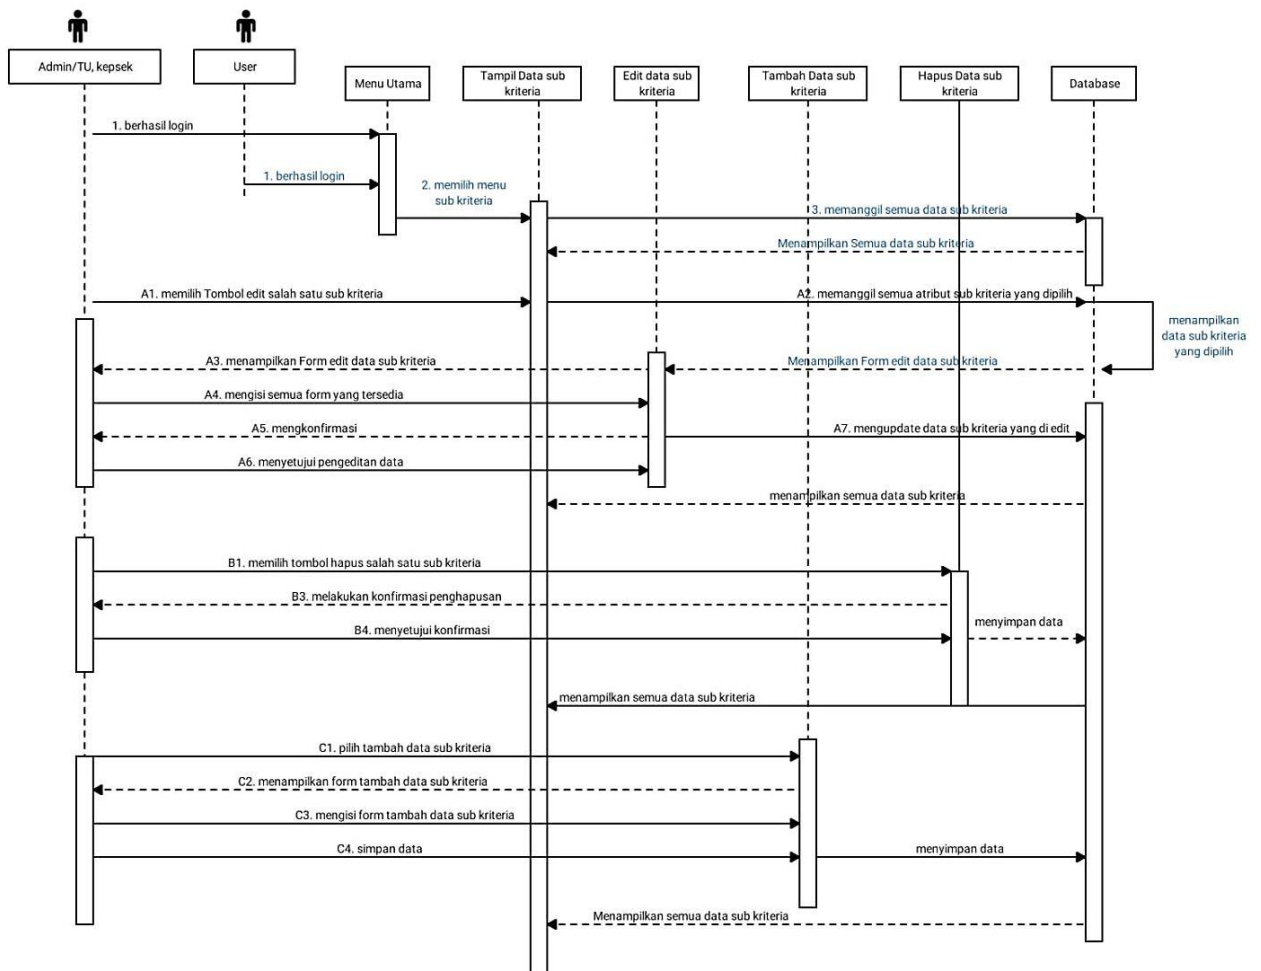 Admin/TU, kepsek
User
Menu Utama
Tampil Data sub
kriteria
Edit data sub
kriteria
Tambah Data sub
kriteria
Hapus Data sub
kriteria
Database
1. berhasil login
1. berhasil login
2. memilih menu
sub kriteria
3. memanggil semua data sub kriteria
Menampilkan Semua data sub kriteria
A1. memilih Tombol edit salah satu sub kriteria
A2. memanggil semua atribut sub kriteria yang dipilih
menampilkan
data sub kriteria
yang dipilih
A3. menampilkan Form edit data sub kriteria
Menampilkan Form edit data sub kriteria
A4. mengisi semua form yang tersedia
A5. mengkonfirmasi
A7. mengupdate data sub kriteria yang di edit
A6. menyetujui pengeditan data
menampilkan semua data sub kriteria
B1. memilih tombol hapus salah satu sub kriteria
B3. melakukan konfirmasi penghapusan
B4. menyetujui konfirmasi
menyimpan data
menampilkan semua data sub kriteria
C1. pilih tambah data sub kriteria
C2. menampilkan form tambah data sub kriteria
C3. mengisi form tambah data sub kriteria
C4. simpan data
menyimpan data
Menampilkan semua data sub kriteria